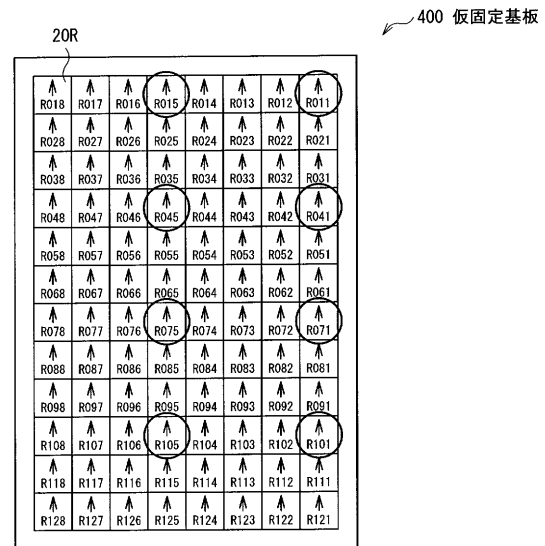 400 仮固定基板
20R
R018 R017 R016 R015 R014 R013 R012 R011
R028 R027 R026 R025 R024 R023 R022 R021
R038 R037 R036 R035 R034 R033 R032 R031
R048 R047 R046 R045 R044 R043 R042 R041
R058 R057 R056 R055 R054 R053 R052 R051
R068 R067 R066 R065 R064 R063 R062 R061
R078 R077 R076 R075 R074 R073 R072 R071
R088 R087 R086 R085 R084 R083 R082 R081
R098 R097 R096 R095 R094 R093 R092 R091
R108 R107 R106 R105 R104 R103 R102 R101
R118 R117 R116 R115 R114 R113 R112 R111
R128 R127 R126 R125 R124 R123 R122 R121